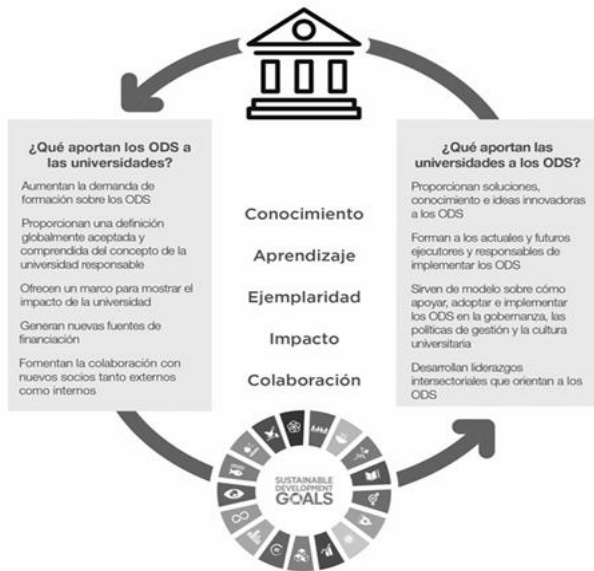 ¿Qué aportan los ODS a
las universidades?
Aumentan la demanda de
formación sobre los ODS
Proporcionan una definición
globalmente aceptada y
comprendida del concepto de la
universidad responsable
Ofrecen un marco para mostrar el
impacto de la universidad
Generan nuevas fuentes de
financiación
Fomentan la colaboración con
nuevos socios tanto externos
como internos
Conocimiento
Aprendizaje
Ejemplaridad
Impacto
Colaboración
¿Qué aportan las
universidades a los ODS?
Proporcionan soluciones,
conocimiento e ideas innovadoras
a los ODS
Forman a los actuales y futuros
ejecutores y responsables de
implementar los ODS
Sirven de modelo sobre cómo
apoyar, adoptar e implementar
los ODS en la gobernanza, las
políticas de gestión y la cultura
universitaria
Desarrollan liderazgos
intersectoriales que orientan a los
ODS
SUSTAINABLE
DEVELOPMENT
GOALS